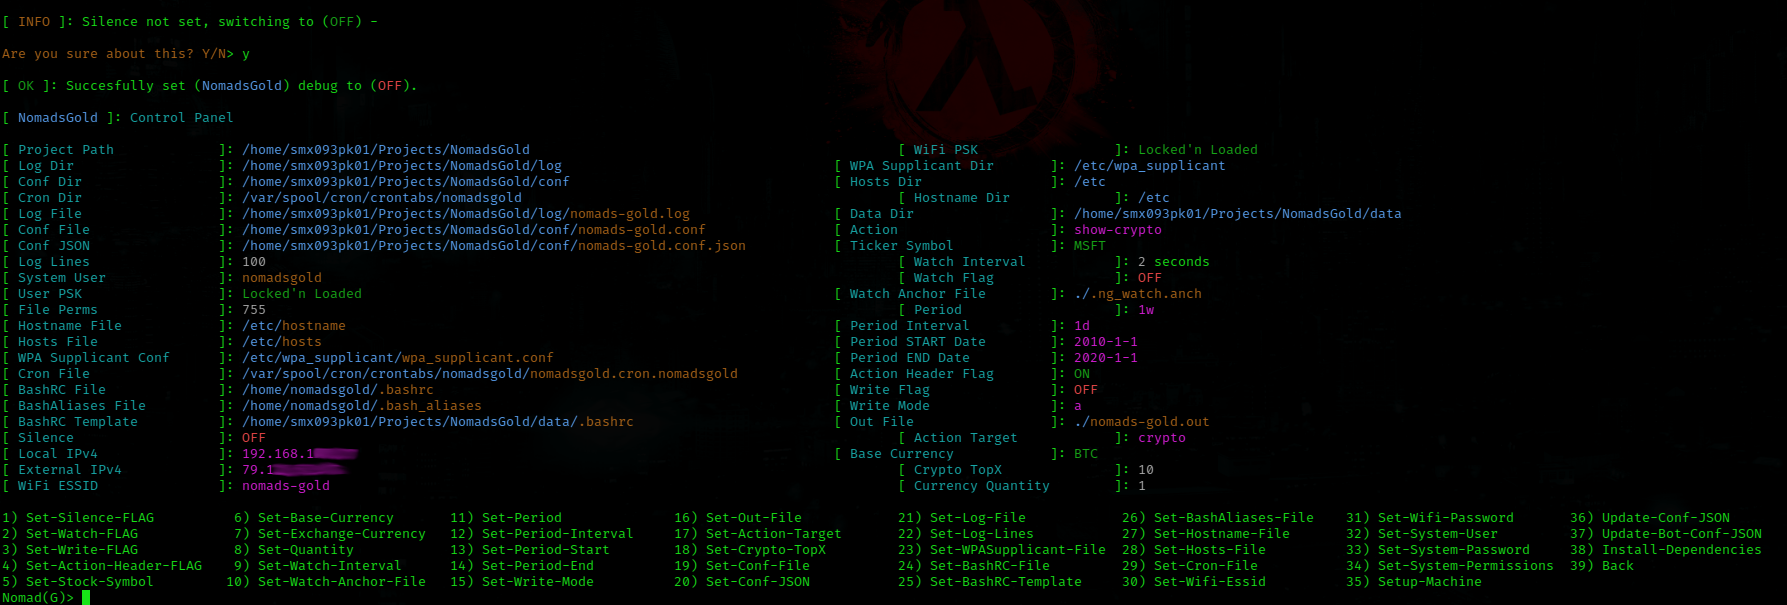 [ INFO ]: Silence not set, switching to (OFF) -
Are you sure about this? Y/N> y
[ OK ]: Succesfully set (NomadsGold) debug to (OFF).
[ NomadsGold ]: Control Panel
[ Project Path ]: /home/smx093pk01/Projects/NomadsGold [ WiFi PSK ]: Locked'n Loaded
[ Log Dir ]: /home/smx093pk01/Projects/NomadsGold/log [ WPA Supplicant Dir ]: /etc/wpa_supplicant
[ Conf Dir ]: /home/smx093pk01/Projects/NomadsGold/conf [ Hosts Dir ]: /etc
[ Cron Dir ]: /var/spool/cron/crontabs/nomadsgold [ Hostname Dir ]: /etc
[ Log File ]: /home/smx093pk01/Projects/NomadsGold/log/nomads-gold.log [ Data Dir ]: /home/smx093pk01/Projects/NomadsGold/data
[ Conf File ]: /home/smx093pk01/Projects/NomadsGold/conf/nomads-gold.conf [ Action ]: show-crypto
[ Conf JSON ]: /home/smx093pk01/Projects/NomadsGold/conf/nomads-gold.conf.json [ Ticker Symbol ]: MSFT
[ Log Lines ]: 100 [ Watch Interval ]: 2 seconds
[ System User ]: nomadsgold [ Watch Flag ]: OFF
[ User PSK ]: Locked'n Loaded [ Watch Anchor File ]: ./.ng_watch.anch
[ File Perms ]: 755 [ Period ]: 1w
[ Hostname File ]: /etc/hostname [ Period Interval ]: 1d
[ Hosts File ]: /etc/hosts [ Period START Date ]: 2010-1-1
[ WPA Supplicant Conf ]: /etc/wpa_supplicant/wpa_supplicant.conf [ Period END Date ]: 2020-1-1
[ Cron File ]: /var/spool/cron/crontabs/nomadsgold/nomadsgold.cron.nomadsgold [ Action Header Flag ]: ON
[ BashRC File ]: /home/nomadsgold/.bashrc [ Write Flag ]: OFF
[ BashAliases File ]: /home/nomadsgold/.bash_aliases [ Write Mode ]: a
[ BashRC Template ]: /home/smx093pk01/Projects/NomadsGold/data/.bashrc [ Out File ]: ./nomads-gold.out
[ Silence ]: OFF [ Action Target ]: crypto
[ Local IPv4 ]: 192.168.1 [ Base Currency ]: BTC
[ External IPv4 ]: 79.1 [ Crypto TopX ]: 10
[ WiFi ESSID ]: nomads-gold [ Currency Quantity ]: 1
1) Set-Silence-FLAG 6) Set-Base-Currency 11) Set-Period 16) Set-Out-File 21) Set-Log-File 26) Set-BashAliases-File 31) Set-Wifi-Password 36) Update-Conf-JSON
2) Set-Watch-FLAG 7) Set-Exchange-Currency 12) Set-Period-Interval 17) Set-Action-Target 22) Set-Log-Lines 27) Set-Hostname-File 32) Set-System-User 37) Update-Bot-Conf-JSON
3) Set-Write-FLAG 8) Set-Quantity 13) Set-Period-Start 18) Set-Crypto-TopX 23) Set-WPASupplicant-File 28) Set-Hosts-File 33) Set-System-Password 38) Install-Dependencies
4) Set-Action-Header-FLAG 9) Set-Watch-Interval 14) Set-Period-End 19) Set-Conf-File 24) Set-BashRC-File 29) Set-Cron-File 34) Set-System-Permissions 39) Back
5) Set-Stock-Symbol 10) Set-Watch-Anchor-File 15) Set-Write-Mode 20) Set-Conf-JSON 25) Set-BashRC-Template 30) Set-Wifi-Essid 35) Setup-Machine
Nomad(G)>